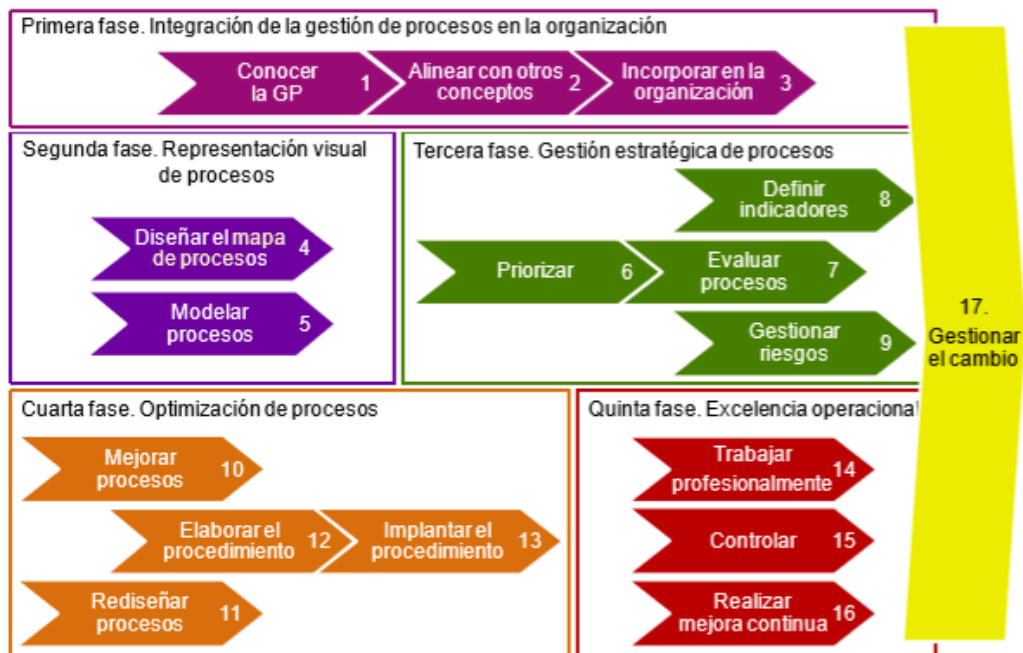 Primera fase. Integración de la gestión de procesos en la organización
Conocer
la GP
1
Alinear con otros
conceptos
2
Incorporar en la
organización
3
Segunda fase. Representación visual
de procesos
Diseñar el mapa
de procesos
4
Modelar
procesos
5
Tercera fase. Gestión estratégica de procesos
Definir
indicadores
8
Priorizar
6
Evaluar
procesos
7
Gestionar
riesgos
9
Cuarta fase. Optimización de procesos
Mejorar
procesos
10
Elaborar el
procedimiento
12
Implantar el
procedimiento
13
Rediseñar
procesos
11
Quinta fase. Excelencia operacional
Trabajar
profesionalmente
14
Controlar
15
Realizar
mejora continua
16
17.
Gestionar
el cambio